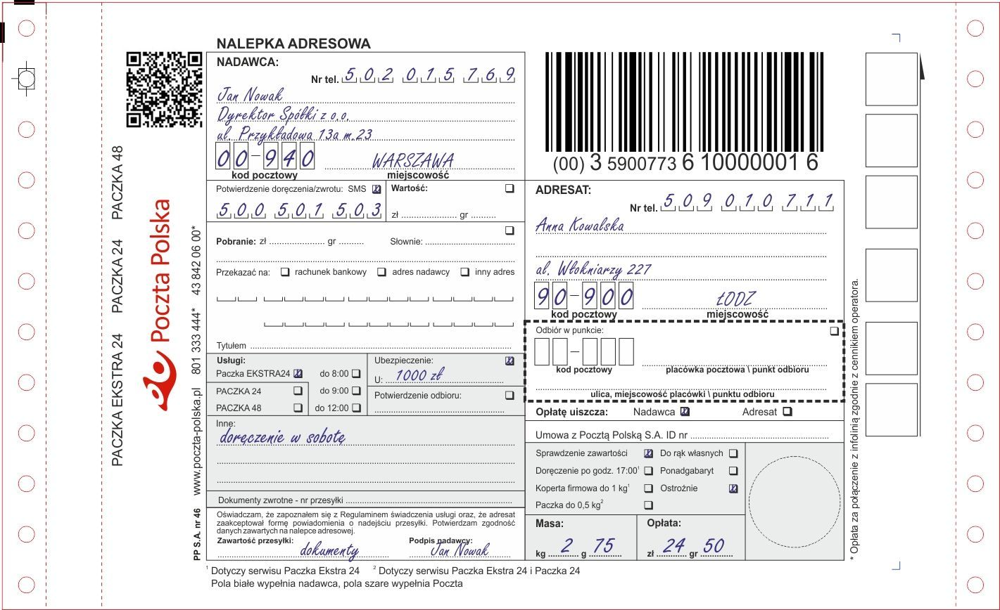 NALEPKA ADRESOWA
NADAWCA:
Nr tel. 502 015 769
Jan Nowak
Dyrektor Spółki z o.o.
ul. Przykładowa 13a m.23
00-940 WARSZAWA
kod pocztowy miejscowość
Potwierdzenie doręczenia/zwrotu: SMS
500 501 503
Wartość:
zł ...................... gr ..........
Pobranie: zł ...................... gr .......... Słownie: ....................................
Przekazać na: rachunek bankowy adres nadawcy inny adres
Tytułem
Usługi:
Paczka EKSTRA24 do 8:00
PACZKA 24 do 9:00
PACZKA 48 do 12:00
Ubezpieczenie:
U: 1000 zł
Potwierdzenie odbioru:
Inne:
doręczenie w sobotę
Dokumenty zwrotne - nr przesyłki
Oświadczam, że zapoznałem się z Regulaminem świadczenia usługi oraz, że adresat
zaakceptował formę powiadomienia o nadejściu przesyłki. Potwierdzam zgodność
danych zawartych na nalepce adresowej.
Zawartość przesyłki: dokumenty
Podpis nadawcy: Jan Nowak
(00) 3 5900773 6 10000001 6
ADRESAT:
Nr tel. 509 010 711
Anna Kowalska
al. Włokniarzy 227
90-900 ŁODZ
kod pocztowy miejscowość
Odbiór w punkcie:
kod pocztowy placówka pocztowa \ punkt odbioru
ulica, miejscowość placówki \ punktu odbioru
Opłatę uiszcza: Nadawca Adresat
Umowa z Pocztą Polską S.A. ID nr
Sprawdzenie zawartości Do rąk własnych
Doręczenie po godz. 17:00¹ Ponadgabaryt
Koperta firmowa do 1 kg¹ Ostrożnie
Paczka do 0,5 kg²
Masa:
kg 2 g 75
Opłata:
zł 24 gr 50
¹ Dotyczy serwisu Paczka Ekstra 24 ² Dotyczy serwisu Paczka Ekstra 24 i Paczka 24
Pola białe wypełnia nadawca, pola szare wypełnia Poczta
PACZKA EKSTRA 24 PACZKA 24 PACZKA 48
Poczta Polska
PP S.A. nr 46 www.poczta-polska.pl 801 333 444* 43 842 06 00*
* Opłata za połączenie z infolinią zgodnie z cennikiem operatora.